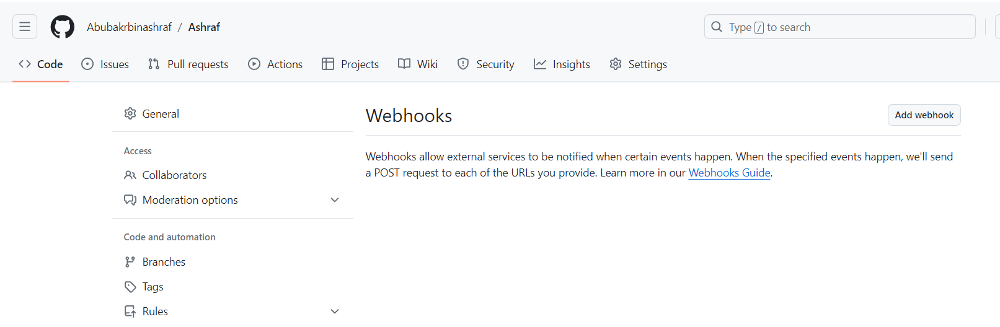 Abubakrbinashraf / Ashraf
Type / to search
Code Issues Pull requests Actions Projects Wiki Security Insights Settings
General
Access
Collaborators
Moderation options
Code and automation
Branches
Tags
Rules
Webhooks
Add webhook
Webhooks allow external services to be notified when certain events happen. When the specified events happen, we'll send
a POST request to each of the URLs you provide. Learn more in our Webhooks Guide.